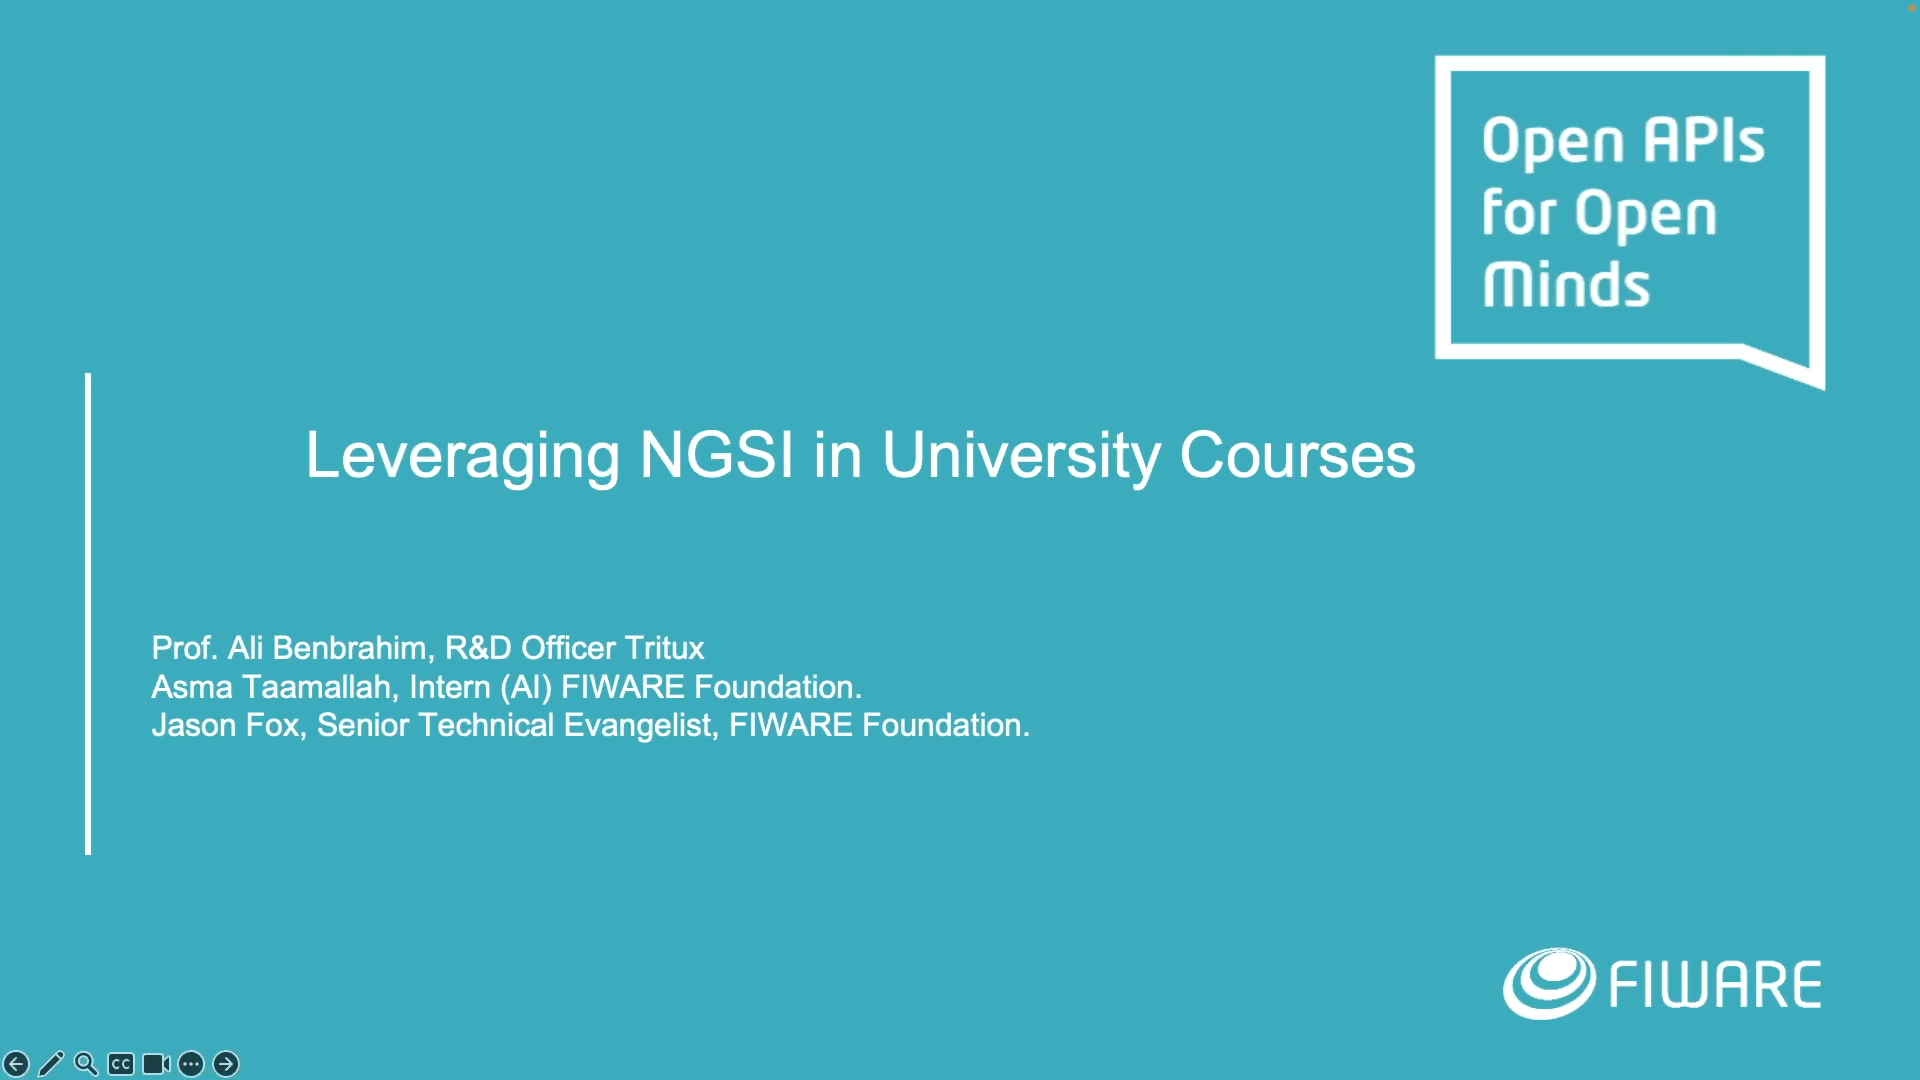 Open APIs
for Open
Minds
Leveraging NGSI in University Courses
Prof. Ali Benbrahim, R&D Officer Tritux
Asma Taamallah, Intern (AI) FIWARE Foundation.
Jason Fox, Senior Technical Evangelist, FIWARE Foundation.
FIWARE
CC